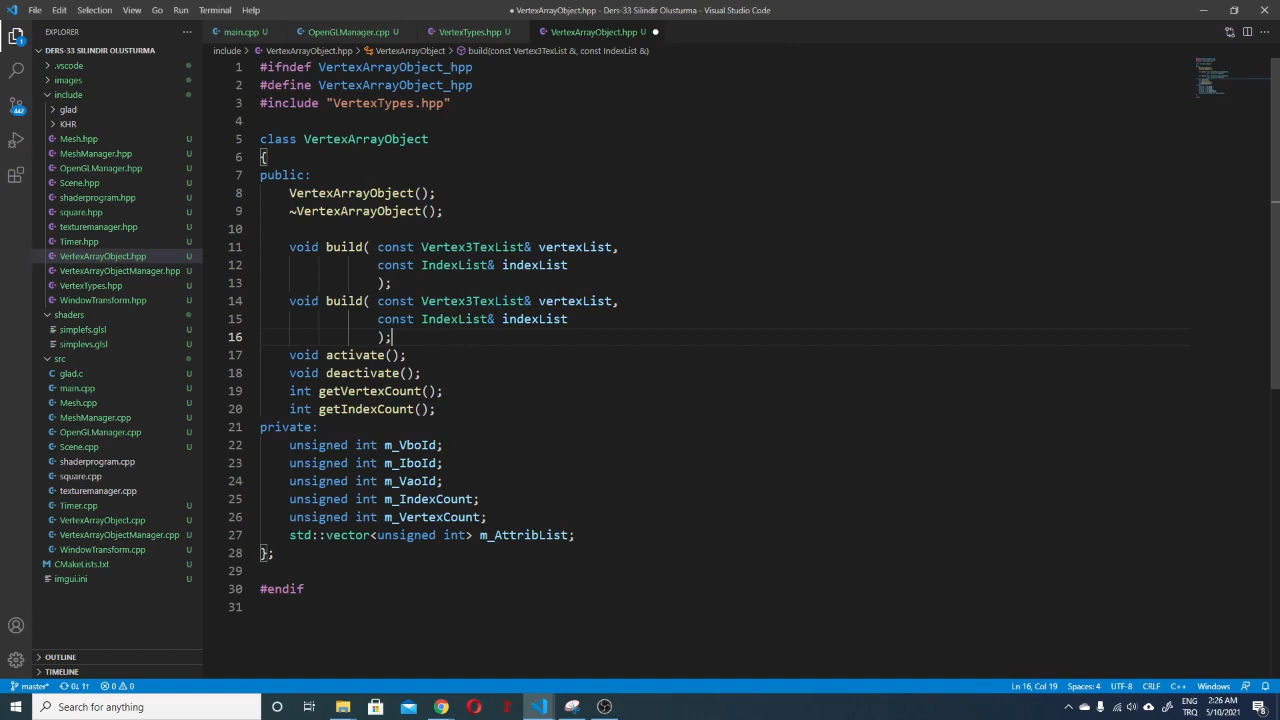 File Edit Selection View Go Run Terminal Help
● VertexArrayObject.hpp - Ders-33 Silindir Olusturma - Visual Studio Code
EXPLORER ···
main.cpp U OpenGLManager.cpp U VertexTypes.hpp U VertexArrayObject.hpp U ●
include > VertexArrayObject.hpp > VertexArrayObject > build(const Vertex3TexList &, const IndexList &)
DERS-33 SILINDIR OLUSTURMA
.vscode
images
include
glad
KHR
Mesh.hpp U
MeshManager.hpp U
OpenGLManager.hpp U
Scene.hpp U
shaderprogram.hpp U
square.hpp U
texturemanager.hpp U
Timer.hpp U
VertexArrayObject.hpp U
VertexArrayObjectManager.hpp U
VertexTypes.hpp U
WindowTransform.hpp U
shaders
simplefs.glsl U
simplevs.glsl U
src
glad.c U
main.cpp U
Mesh.cpp U
MeshManager.cpp U
OpenGLManager.cpp U
Scene.cpp U
shaderprogram.cpp U
square.cpp U
texturemanager.cpp U
Timer.cpp U
VertexArrayObject.cpp U
VertexArrayObjectManager.cpp U
WindowTransform.cpp U
CMakeLists.txt U
imgui.ini U
OUTLINE
TIMELINE
1
442
1 #ifndef VertexArrayObject_hpp
2 #define VertexArrayObject_hpp
3 #include "VertexTypes.hpp"
4
5 class VertexArrayObject
6 {
7 public:
8 VertexArrayObject();
9 ~VertexArrayObject();
10
11 void build( const Vertex3TexList& vertexList,
12 const IndexList& indexList
13 );
14 void build( const Vertex3TexList& vertexList,
15 const IndexList& indexList
16 );
17 void activate();
18 void deactivate();
19 int getVertexCount();
20 int getIndexCount();
21 private:
22 unsigned int m_VboId;
23 unsigned int m_IboId;
24 unsigned int m_VaoId;
25 unsigned int m_IndexCount;
26 unsigned int m_VertexCount;
27 std::vector<unsigned int> m_AttribList;
28 };
29
30 #endif
31
master* 0↓ 1↑ 0 0 Ln 16, Col 19 Spaces: 4 UTF-8 CRLF C++ Windows
Type here to search
TRQ 2:26 AM
5/10/2021